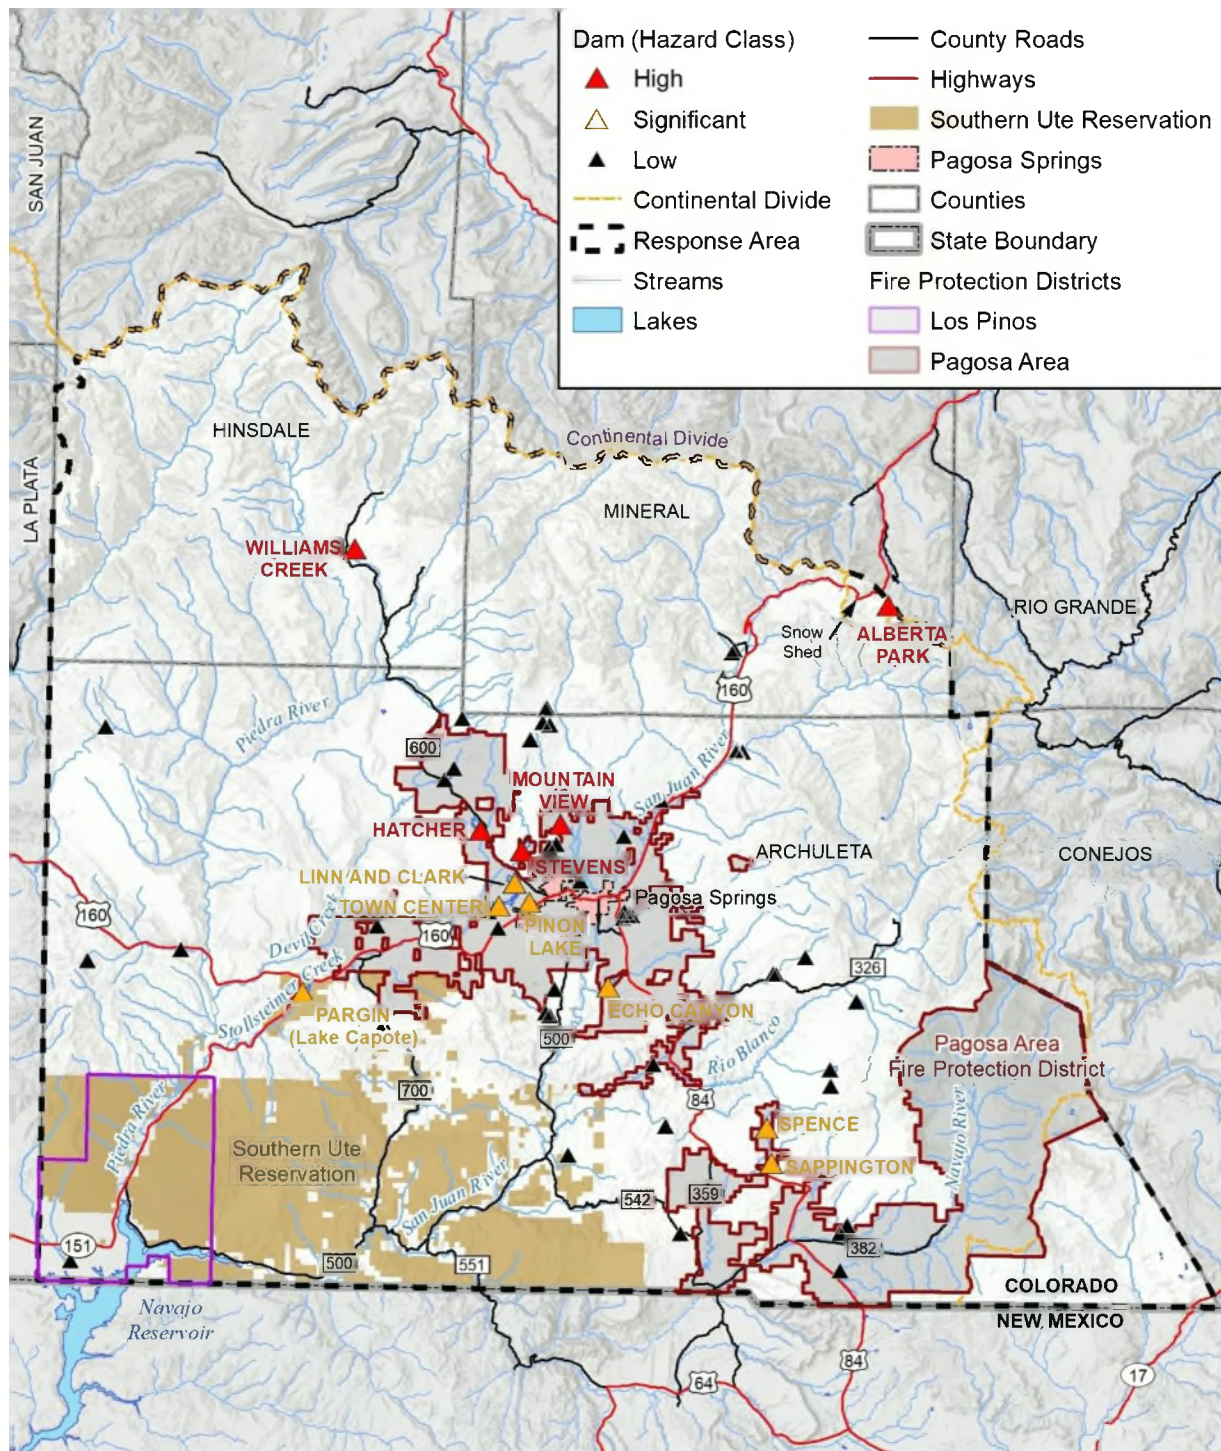 Dam (Hazard Class)
High
Significant
Low
Continental Divide
Response Area
Streams
Lakes
County Roads
Highways
Southern Ute Reservation
Pagosa Springs
Counties
State Boundary
Fire Protection Districts
Los Pinos
Pagosa Area
SAN JUAN
HINSDALE
Continental Divide
LA PLATA
MINERAL
WILLIAMS
CREEK
RIO GRANDE
Snow
Shed
ALBERTA
PARK
160
Piedra River
600
San Juan River
MOUNTAIN
VIEW
HATCHER
STEVENS
ARCHULETA
CONEJOS
LINN AND CLARK
TOWN CENTER
Pagosa Springs
160
Devil Creek
160
PINON
LAKE
326
Stollsteimer Creek
PARGIN
(Lake Capote)
ECHO CANYON
500
Rio Blanco
Pagosa Area
Fire Protection District
700
84
Piedra River
Southern Ute
Reservation
SPENCE
SAPPINGTON
Navajo River
San Juan River
542
359
151
500
551
382
COLORADO
NEW MEXICO
Navajo
Reservoir
64
84
17